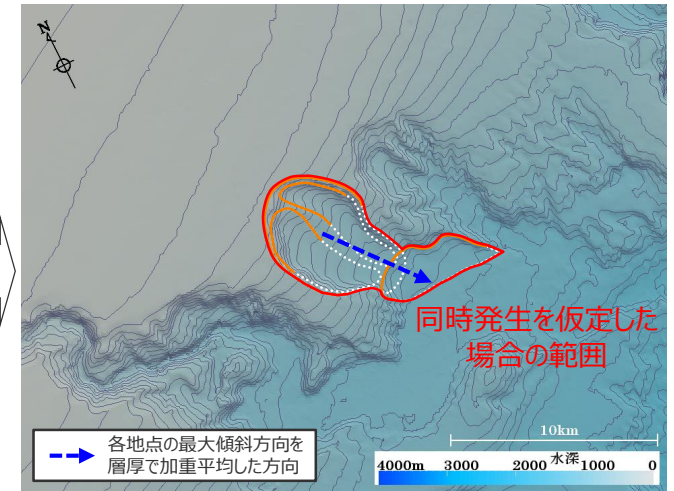 N
同時発生を仮定した
場合の範囲
10km
各地点の最大傾斜方向を
層厚で加重平均した方向
水深
4000m 3000 2000 1000 0